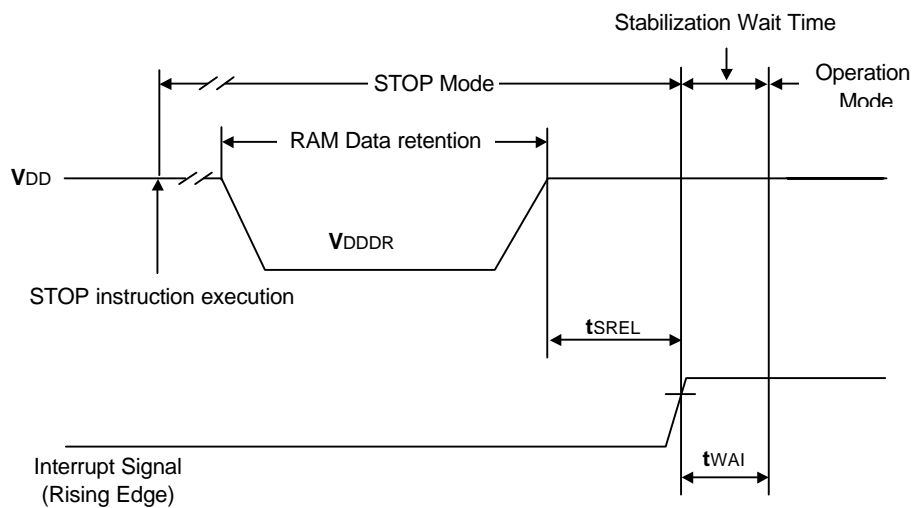 Stabilization Wait Time
STOP Mode
Operation
Mode
RAM Data retention
VDD
VDDDR
STOP instruction execution
tSREL
Interrupt Signal
(Rising Edge)
tWAI